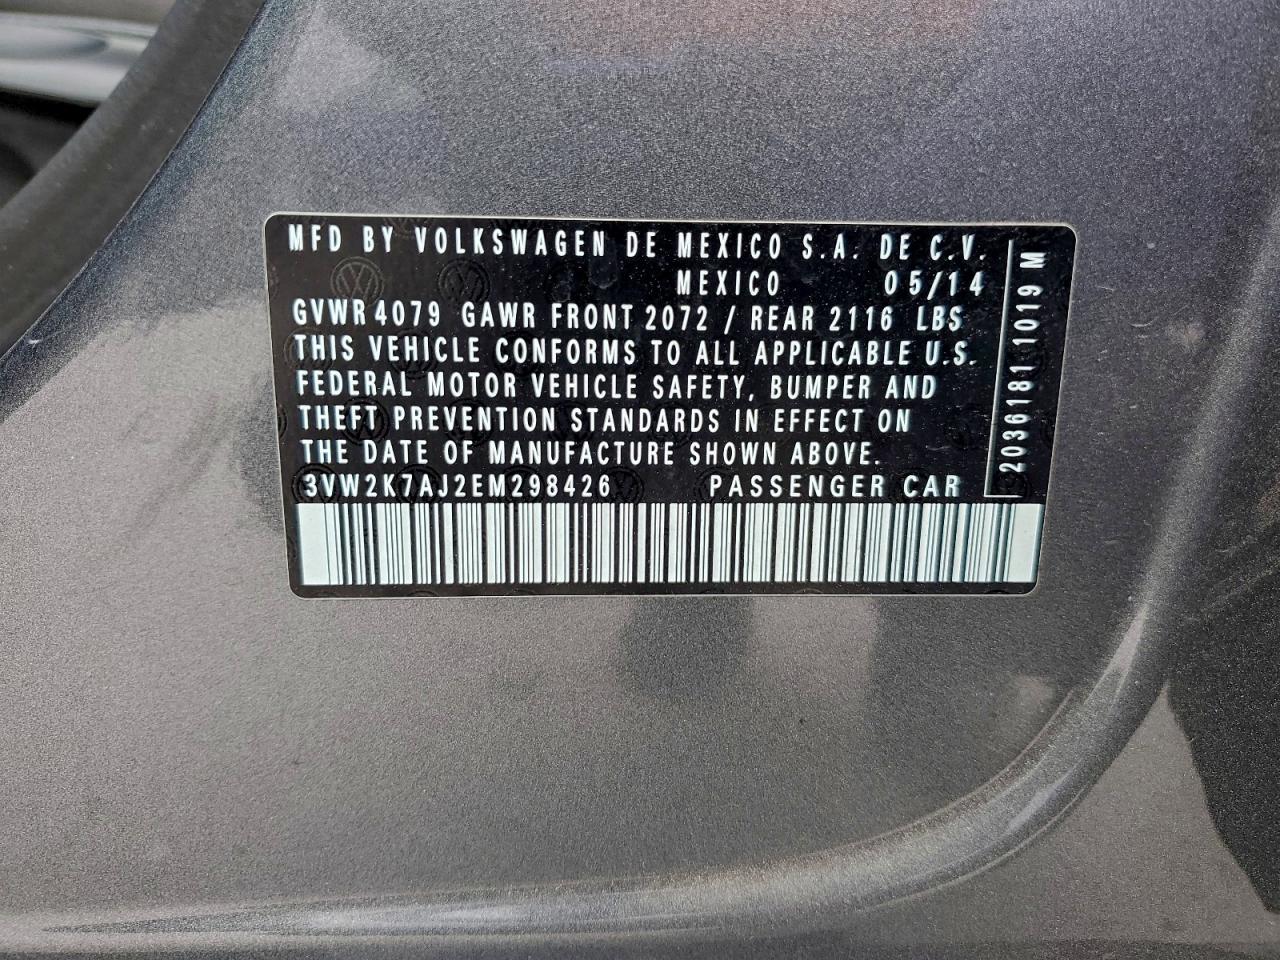 MFD BY VOLKSWAGEN DE MEXICO S.A. DE C.V.
MEXICO 05/14
GVWR 4079 GAWR FRONT 2072 / REAR 2116 LBS
THIS VEHICLE CONFORMS TO ALL APPLICABLE U.S.
FEDERAL MOTOR VEHICLE SAFETY, BUMPER AND
THEFT PREVENTION STANDARDS IN EFFECT ON
THE DATE OF MANUFACTURE SHOWN ABOVE.
3VW2K7AJ2EM298426 PASSENGER CAR
2036181 1019 M